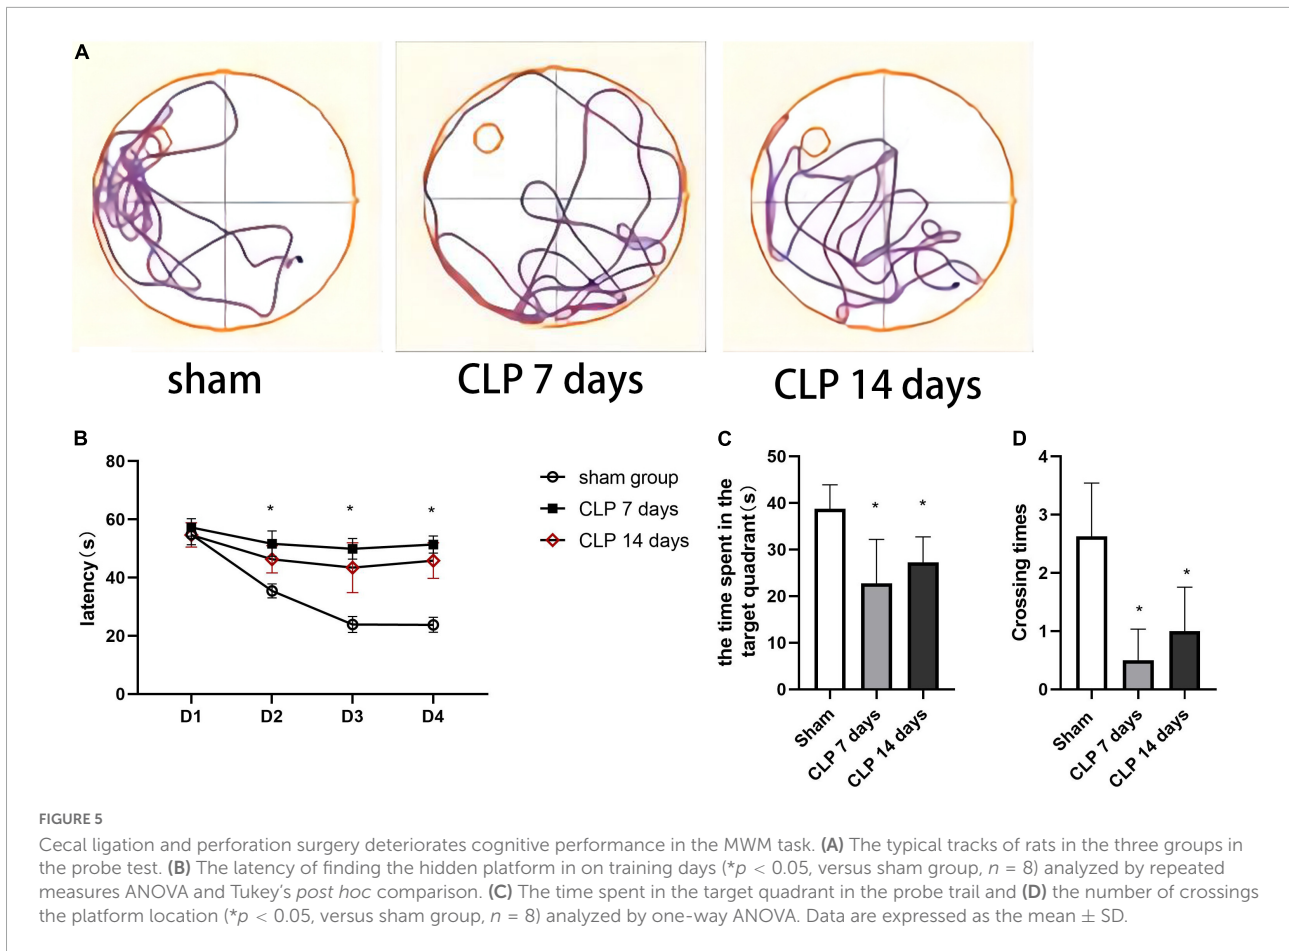 A
sham
CLP 7 days
CLP 14 days
B
80
60
40
20
0
latency(s)
D1 D2 D3 D4
* * *
sham group
CLP 7 days
CLP 14 days
C
50
40
30
20
10
0
the time spent in the
target quadrant(s)
* *
Sham
CLP 7 days
CLP 14 days
D
4
3
2
1
0
Crossing times
* *
Sham
CLP 7 days
CLP 14 days
FIGURE 5
Cecal ligation and perforation surgery deteriorates cognitive performance in the MWM task. (A) The typical tracks of rats in the three groups in
the probe test. (B) The latency of finding the hidden platform in on training days (*p < 0.05, versus sham group, n = 8) analyzed by repeated
measures ANOVA and Tukey's post hoc comparison. (C) The time spent in the target quadrant in the probe trail and (D) the number of crossings
the platform location (*p < 0.05, versus sham group, n = 8) analyzed by one-way ANOVA. Data are expressed as the mean ± SD.